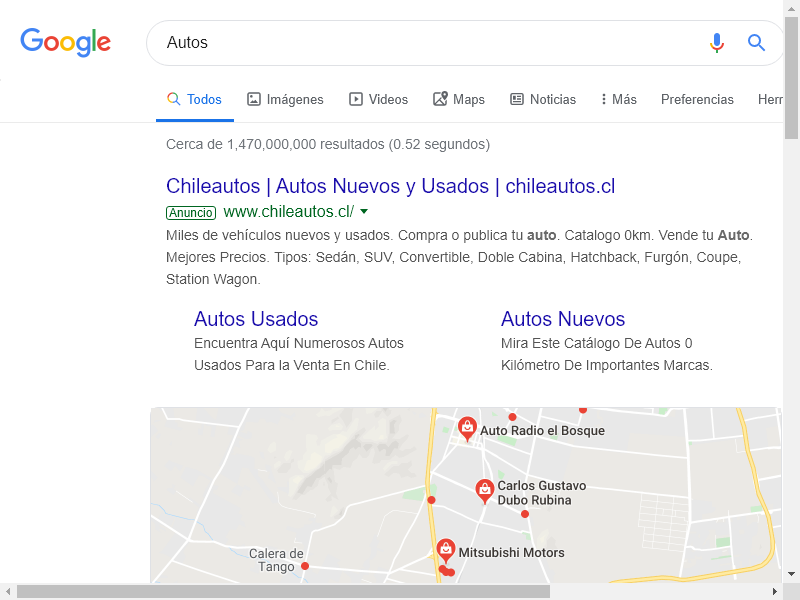 Google
Autos
Todos Imágenes Videos Maps Noticias Más Preferencias Herr
Cerca de 1,470,000,000 resultados (0.52 segundos)
Chileautos | Autos Nuevos y Usados | chileautos.cl
Anuncio www.chileautos.cl/
Miles de vehículos nuevos y usados. Compra o publica tu auto. Catalogo 0km. Vende tu Auto.
Mejores Precios. Tipos: Sedán, SUV, Convertible, Doble Cabina, Hatchback, Furgón, Coupe,
Station Wagon.
Autos Usados
Encuentra Aquí Numerosos Autos
Usados Para la Venta En Chile.
Autos Nuevos
Mira Este Catálogo De Autos 0
Kilómetro De Importantes Marcas.
Auto Radio el Bosque
Carlos Gustavo
Dubo Rubina
Mitsubishi Motors
Calera de
Tango